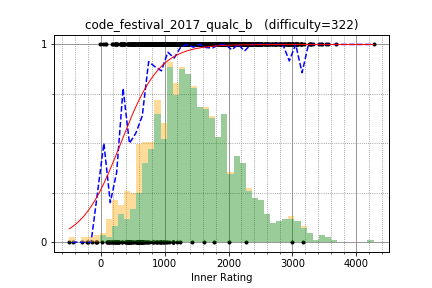 code_festival_2017_qualc_b (difficulty=322)
1
0
0 1000 2000 3000 4000
Inner Rating